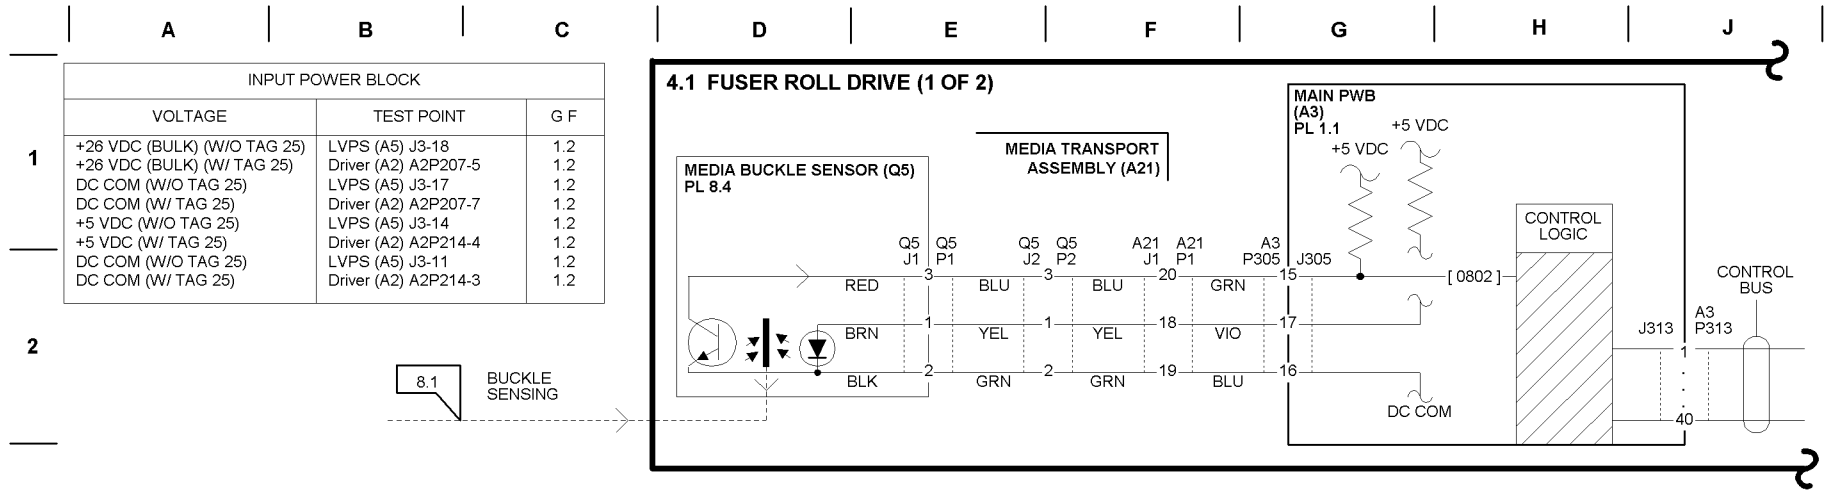 A B C D E F G H J
INPUT POWER BLOCK
VOLTAGE TEST POINT G F
+26 VDC (BULK) (W/O TAG 25) LVPS (A5) J3-18 1.2
+26 VDC (BULK) (W/ TAG 25) Driver (A2) A2P207-5 1.2
DC COM (W/O TAG 25) LVPS (A5) J3-17 1.2
DC COM (W/ TAG 25) Driver (A2) A2P207-7 1.2
+5 VDC (W/O TAG 25) LVPS (A5) J3-14 1.2
+5 VDC (W/ TAG 25) Driver (A2) A2P214-4 1.2
DC COM (W/O TAG 25) LVPS (A5) J3-11 1.2
DC COM (W/ TAG 25) Driver (A2) A2P214-3 1.2
1
2
4.1 FUSER ROLL DRIVE (1 OF 2)
MEDIA BUCKLE SENSOR (Q5)
PL 8.4
MEDIA TRANSPORT
ASSEMBLY (A21)
MAIN PWB
(A3)
PL 1.1
+5 VDC
+5 VDC
CONTROL
LOGIC
Q5 Q5 Q5 Q5 A21 A21 A3
J1 P1 J2 P2 J1 P1 P305 J305
3 3 20 15 [ 0802 ]
RED BLU BLU GRN
1 1 18 17
BRN YEL YEL VIO
2 2 19 16
BLK GRN GRN BLU
DC COM
8.1
BUCKLE
SENSING
CONTROL
BUS
A3
J313 P313
1
40